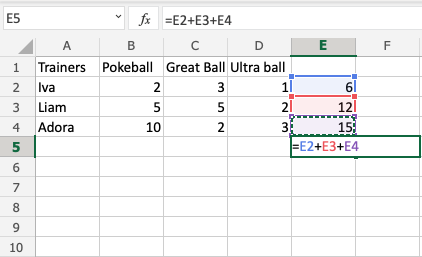 E5 fx =E2+E3+E4
A B C D E F
1 Trainers Pokeball Great Ball Ultra ball
2 Iva 2 3 1 6
3 Liam 5 5 2 12
4 Adora 10 2 3 15
5 =E2+E3+E4
6
7
8
9
10